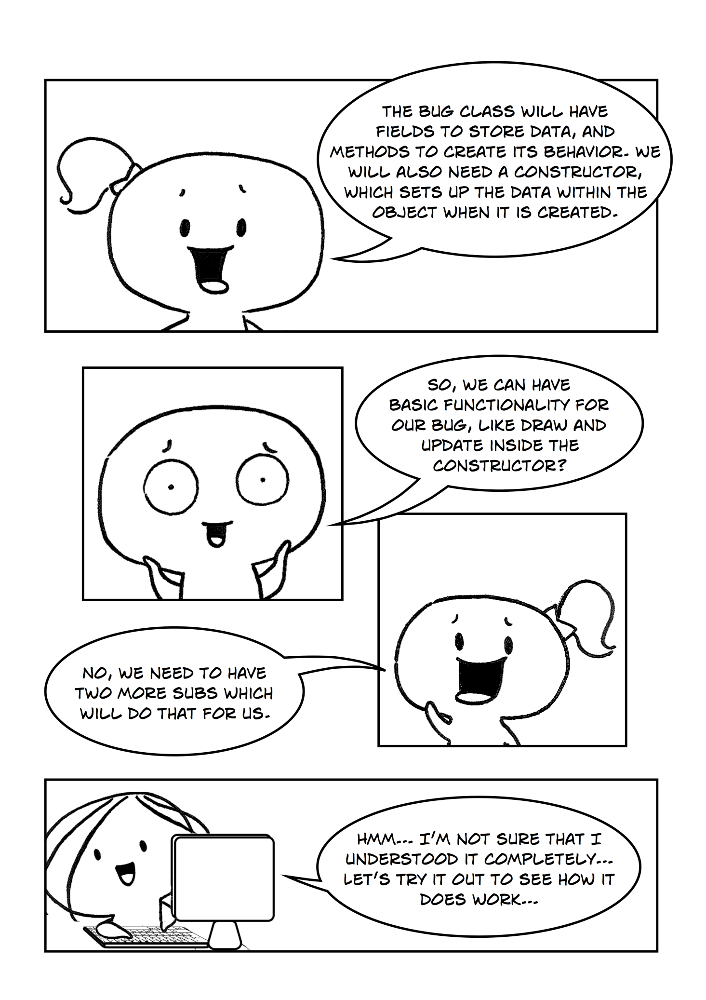 THE BUG CLASS WILL HAVE
FIELDS TO STORE DATA, AND
METHODS TO CREATE ITS BEHAVIOR. WE
WILL ALSO NEED A CONSTRUCTOR,
WHICH SETS UP THE DATA WITHIN THE
OBJECT WHEN IT IS CREATED.
SO, WE CAN HAVE
BASIC FUNCTIONALITY FOR
OUR BUG, LIKE DRAW AND
UPDATE INSIDE THE
CONSTRUCTOR?
NO, WE NEED TO HAVE
TWO MORE SUBS WHICH
WILL DO THAT FOR US.
HMM... I'M NOT SURE THAT I
UNDERSTOOD IT COMPLETELY...
LET'S TRY IT OUT TO SEE HOW IT
DOES WORK...